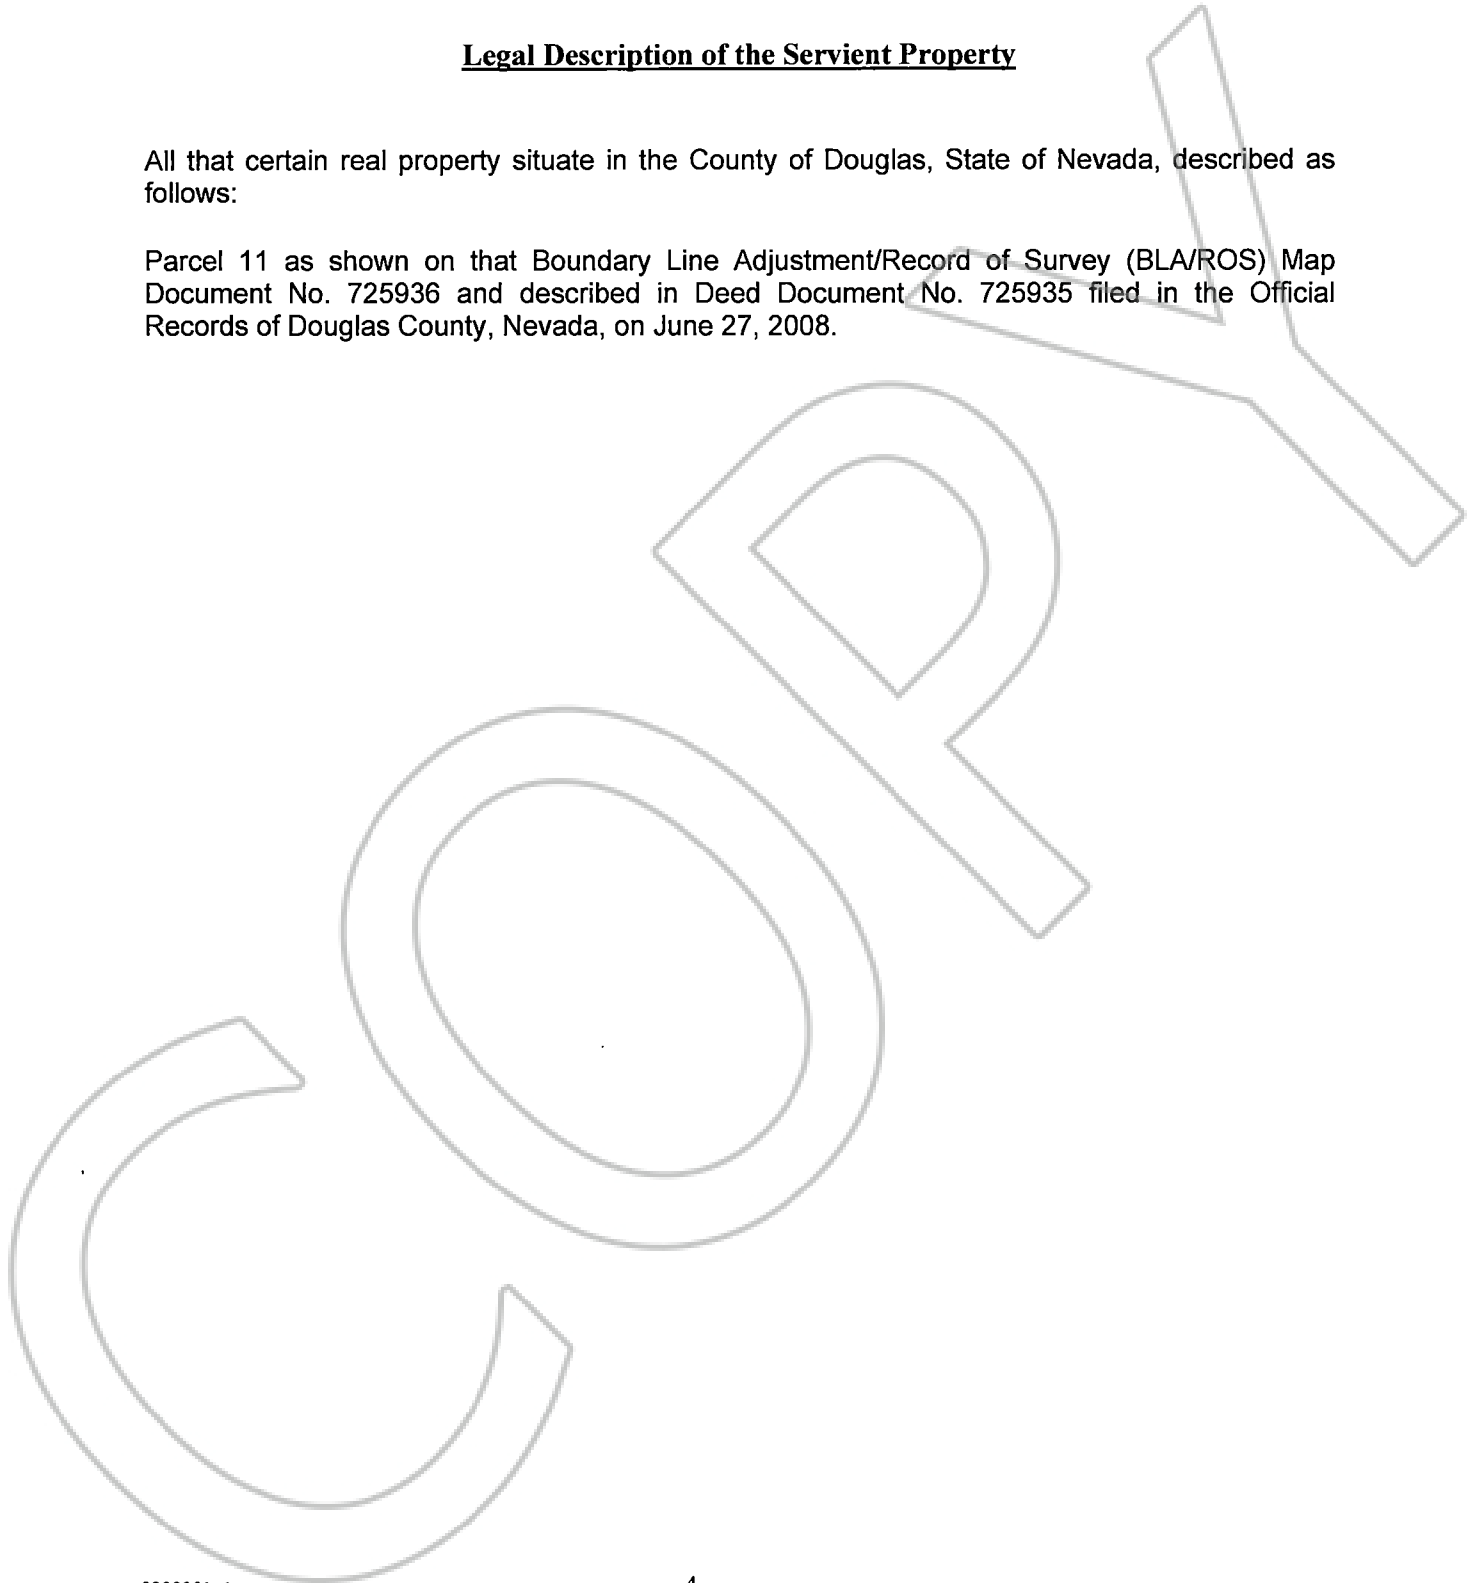 Legal Description of the Servient Property
All that certain real property situate in the County of Douglas, State of Nevada, described as
follows:
Parcel 11 as shown on that Boundary Line Adjustment/Record of Survey (BLA/ROS) Map
Document No. 725936 and described in Deed Document No. 725935 filed in the Official
Records of Douglas County, Nevada, on June 27, 2008.
COPY